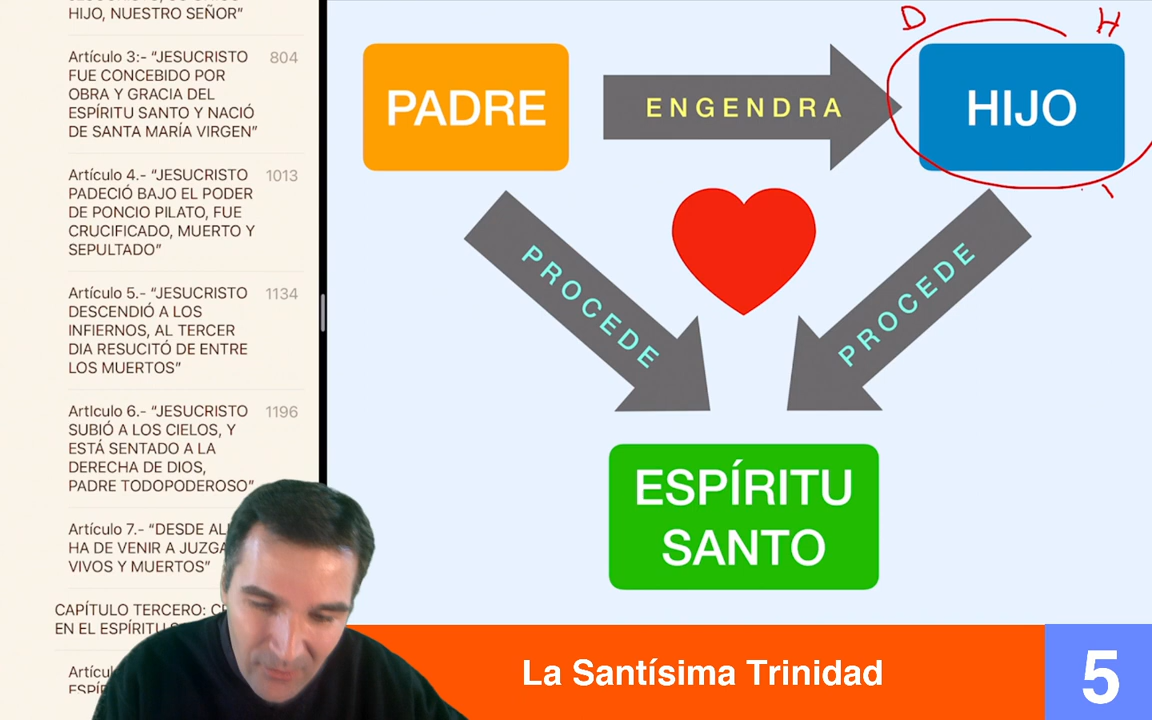 HIJO, NUESTRO SEÑOR”
Artículo 3:- “JESUCRISTO 804
FUE CONCEBIDO POR
OBRA Y GRACIA DEL
ESPÍRITU SANTO Y NACIÓ
DE SANTA MARÍA VIRGEN”
Artículo 4.- “JESUCRISTO 1013
PADECIÓ BAJO EL PODER
DE PONCIO PILATO, FUE
CRUCIFICADO, MUERTO Y
SEPULTADO”
Artículo 5.- “JESUCRISTO 1134
DESCENDIÓ A LOS
INFIERNOS, AL TERCER
DIA RESUCITÓ DE ENTRE
LOS MUERTOS”
Artículo 6.- “JESUCRISTO 1196
SUBIÓ A LOS CIELOS, Y
ESTÁ SENTADO A LA
DERECHA DE DIOS,
PADRE TODOPODEROSO”
Artículo 7.- “DESDE
HA DE VENIR A
VIVOS Y MUERTOS”
CAPÍTULO TERCERO:
EN EL
D H
PADRE
ENGENDRA
HIJO
PROCEDE
PROCEDE
ESPÍRITU
SANTO
La Santísima Trinidad
5